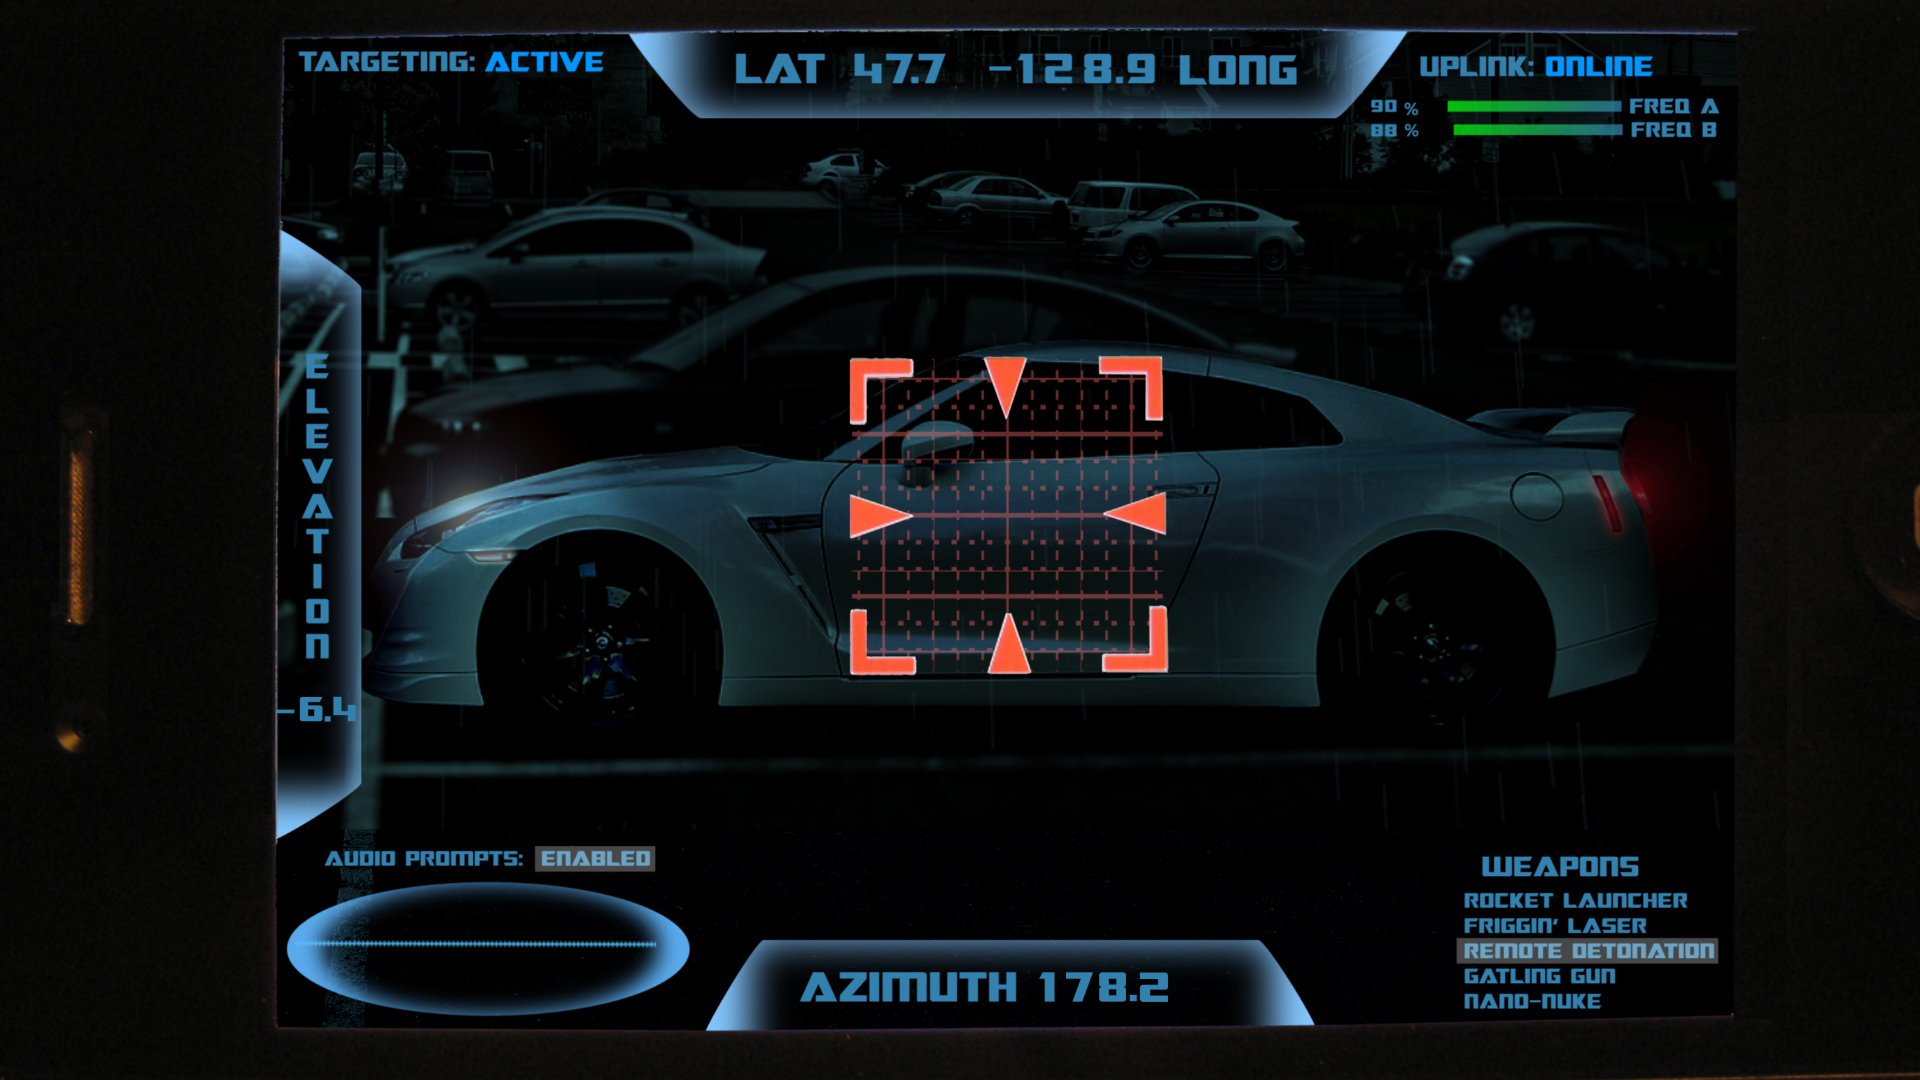 TARGETING: ACTIVE
LAT 47.7 -128.9 LONG
UPLINK: ONLINE
90 % FREQ A
88 % FREQ B
ELEVATION
-6.4
AUDIO PROMPTS: ENABLED
AZIMUTH 178.2
WEAPONS
ROCKET LAUNCHER
FRIGGIN' LASER
REMOTE DETONATION
GATLING GUN
NANO-NUKE